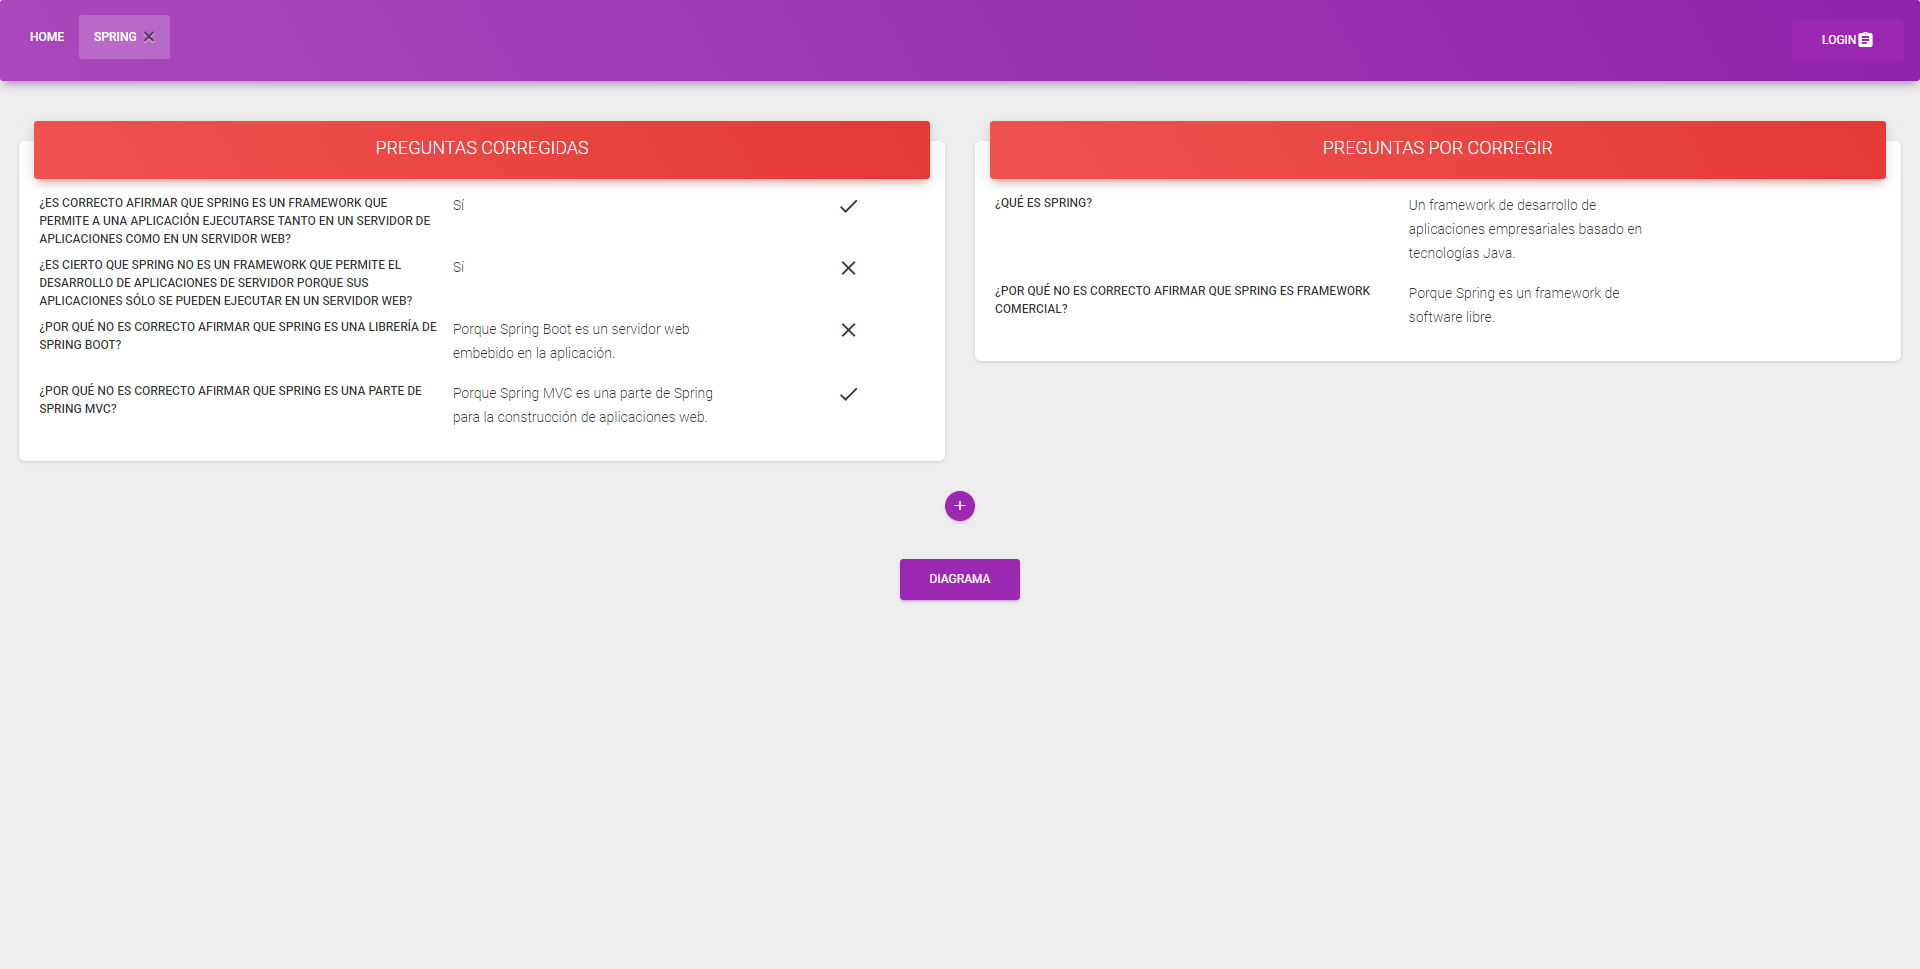 HOME
SPRING
LOGIN
PREGUNTAS CORREGIDAS
¿ES CORRECTO AFIRMAR QUE SPRING ES UN FRAMEWORK QUE
PERMITE A UNA APLICACIÓN EJECUTARSE TANTO EN UN SERVIDOR DE
APLICACIONES COMO EN UN SERVIDOR WEB?
Sí
¿ES CIERTO QUE SPRING NO ES UN FRAMEWORK QUE PERMITE EL
DESARROLLO DE APLICACIONES DE SERVIDOR PORQUE SUS
APLICACIONES SÓLO SE PUEDEN EJECUTAR EN UN SERVIDOR WEB?
Sí
¿POR QUÉ NO ES CORRECTO AFIRMAR QUE SPRING ES UNA LIBRERÍA DE
SPRING BOOT?
Porque Spring Boot es un servidor web
embebido en la aplicación.
¿POR QUÉ NO ES CORRECTO AFIRMAR QUE SPRING ES UNA PARTE DE
SPRING MVC?
Porque Spring MVC es una parte de Spring
para la construcción de aplicaciones web.
PREGUNTAS POR CORREGIR
¿QUÉ ES SPRING?
Un framework de desarrollo de
aplicaciones empresariales basado en
tecnologías Java.
¿POR QUÉ NO ES CORRECTO AFIRMAR QUE SPRING ES FRAMEWORK
COMERCIAL?
Porque Spring es un framework de
software libre.
+
DIAGRAMA